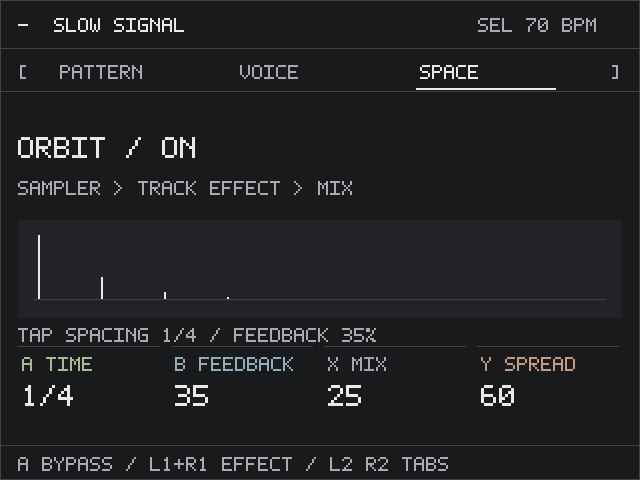 – SLOW SIGNAL SEL 70 BPM
[ PATTERN VOICE SPACE ]
ORBIT / ON
SAMPLER > TRACK EFFECT > MIX
TAP SPACING 1/4 / FEEDBACK 35%
A TIME B FEEDBACK X MIX Y SPREAD
1/4 35 25 60
A BYPASS / L1+R1 EFFECT / L2 R2 TABS